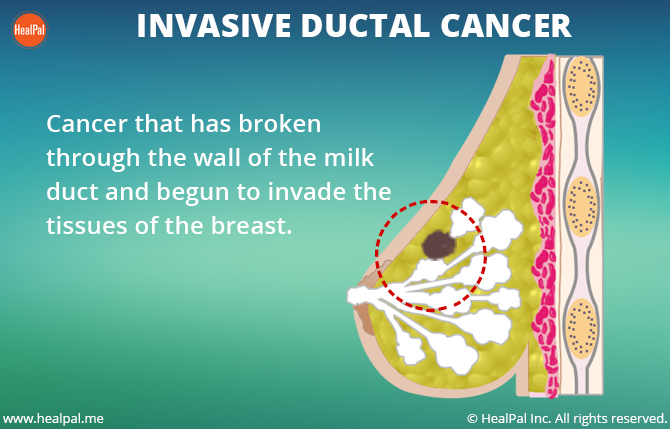 HealPal
INVASIVE DUCTAL CANCER
Cancer that has broken
through the wall of the milk
duct and begun to invade the
tissues of the breast.
www.healpal.me
© HealPal Inc. All rights reserved.